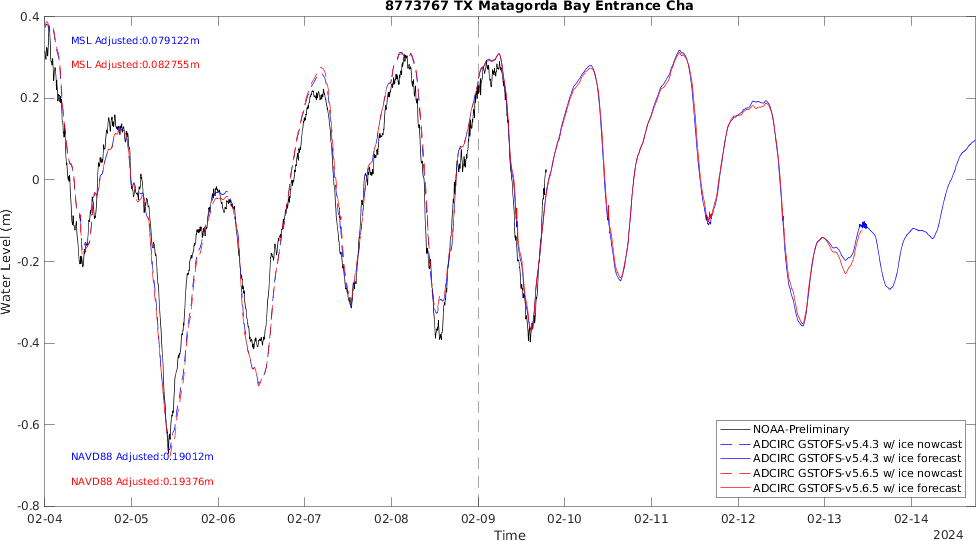 8773767 TX Matagorda Bay Entrance Cha
0.4
MSL Adjusted:0.079122m
MSL Adjusted:0.082755m
0.2
0
-0.2
-0.4
-0.6
-0.8
Water Level (m)
NAVD88 Adjusted:0.19012m
NAVD88 Adjusted:0.19376m
NOAA-Preliminary
ADCIRC GSTOFS-v5.4.3 w/ ice nowcast
ADCIRC GSTOFS-v5.4.3 w/ ice forecast
ADCIRC GSTOFS-v5.6.5 w/ ice nowcast
ADCIRC GSTOFS-v5.6.5 w/ ice forecast
02-04 02-05 02-06 02-07 02-08 02-09 02-10 02-11 02-12 02-13 02-14
Time
2024